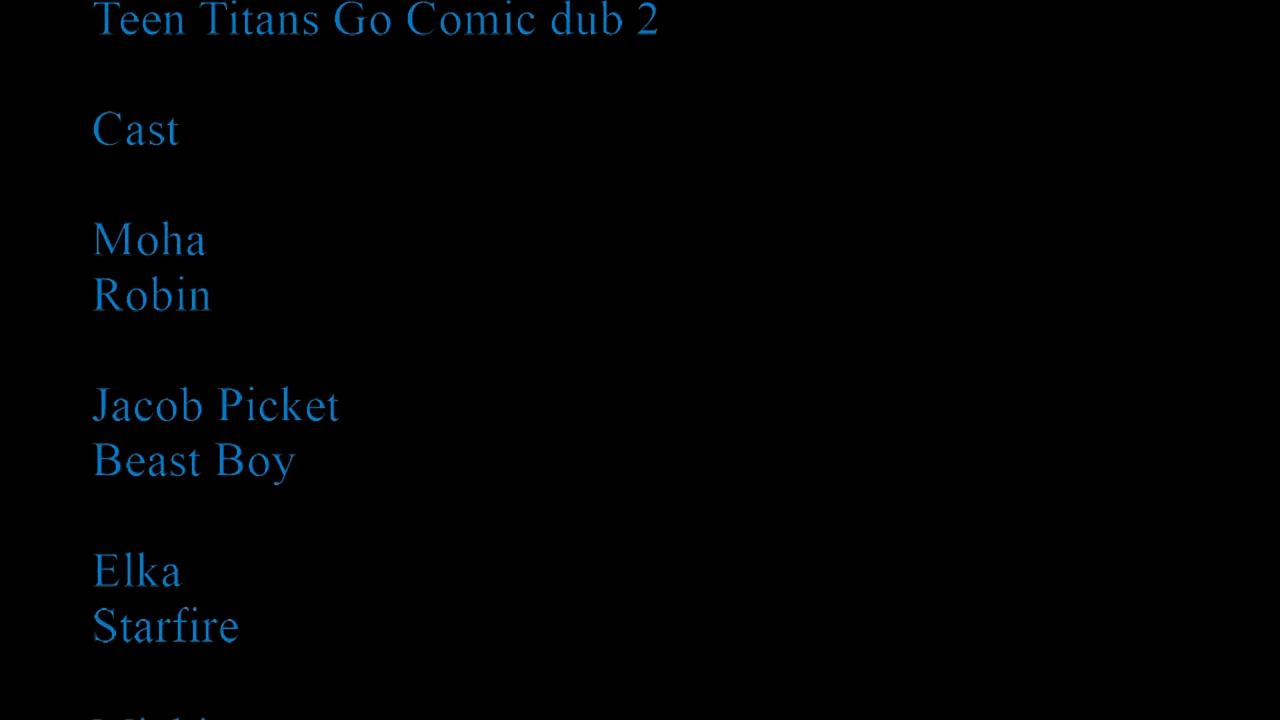 Teen Titans Go Comic dub 2
Cast
Moha
Robin
Jacob Picket
Beast Boy
Elka
Starfire